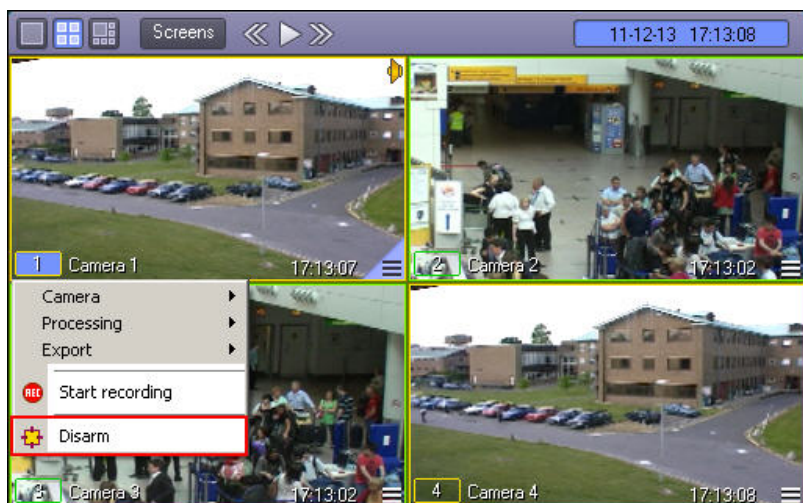 Screens
11-12-13 17:13:08
1 Camera 1 17:13:07
2 Camera 2 17:13:02
Camera
Processing
Export
REC Start recording
Disarm
3 Camera 3 17:13:02
4 Camera 4 17:13:08